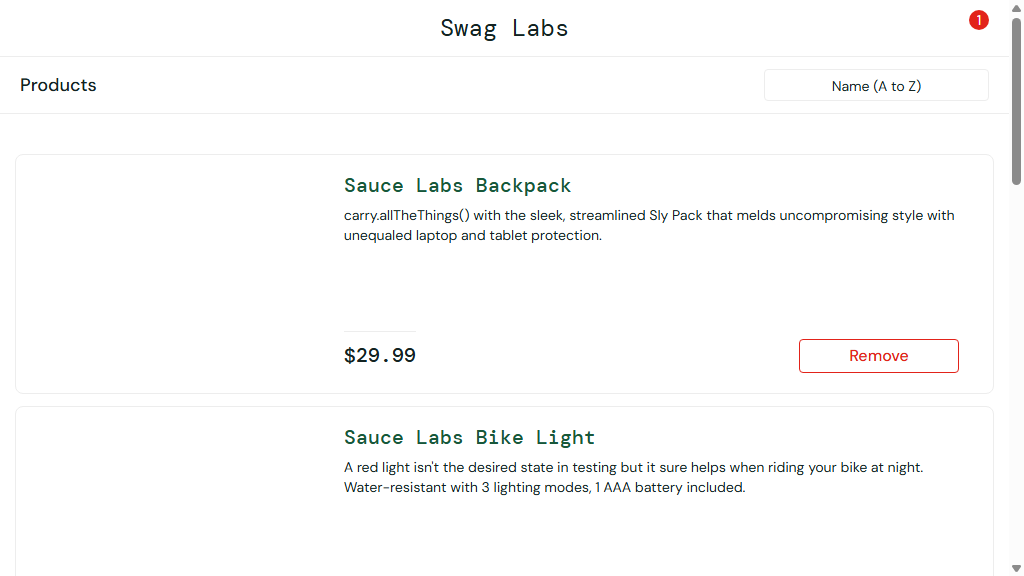 Swag Labs
1
Products
Name (A to Z)
Sauce Labs Backpack
carry.allTheThings() with the sleek, streamlined Sly Pack that melds uncompromising style with
unequaled laptop and tablet protection.
$29.99
Remove
Sauce Labs Bike Light
A red light isn't the desired state in testing but it sure helps when riding your bike at night.
Water-resistant with 3 lighting modes, 1 AAA battery included.